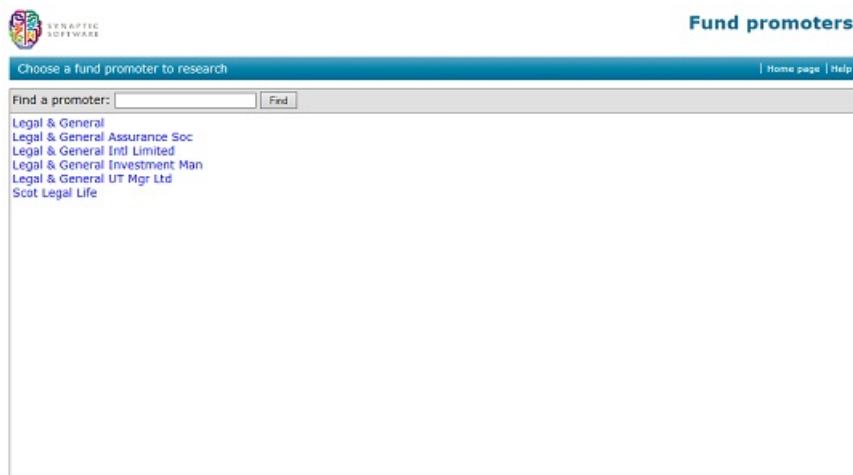 SYNAPTIC
SOFTWARE
Fund promoters
Choose a fund promoter to research
| Home page | Help
Find a promoter: Find
Legal & General
Legal & General Assurance Soc
Legal & General Intl Limited
Legal & General Investment Man
Legal & General UT Mgr Ltd
Scot Legal Life